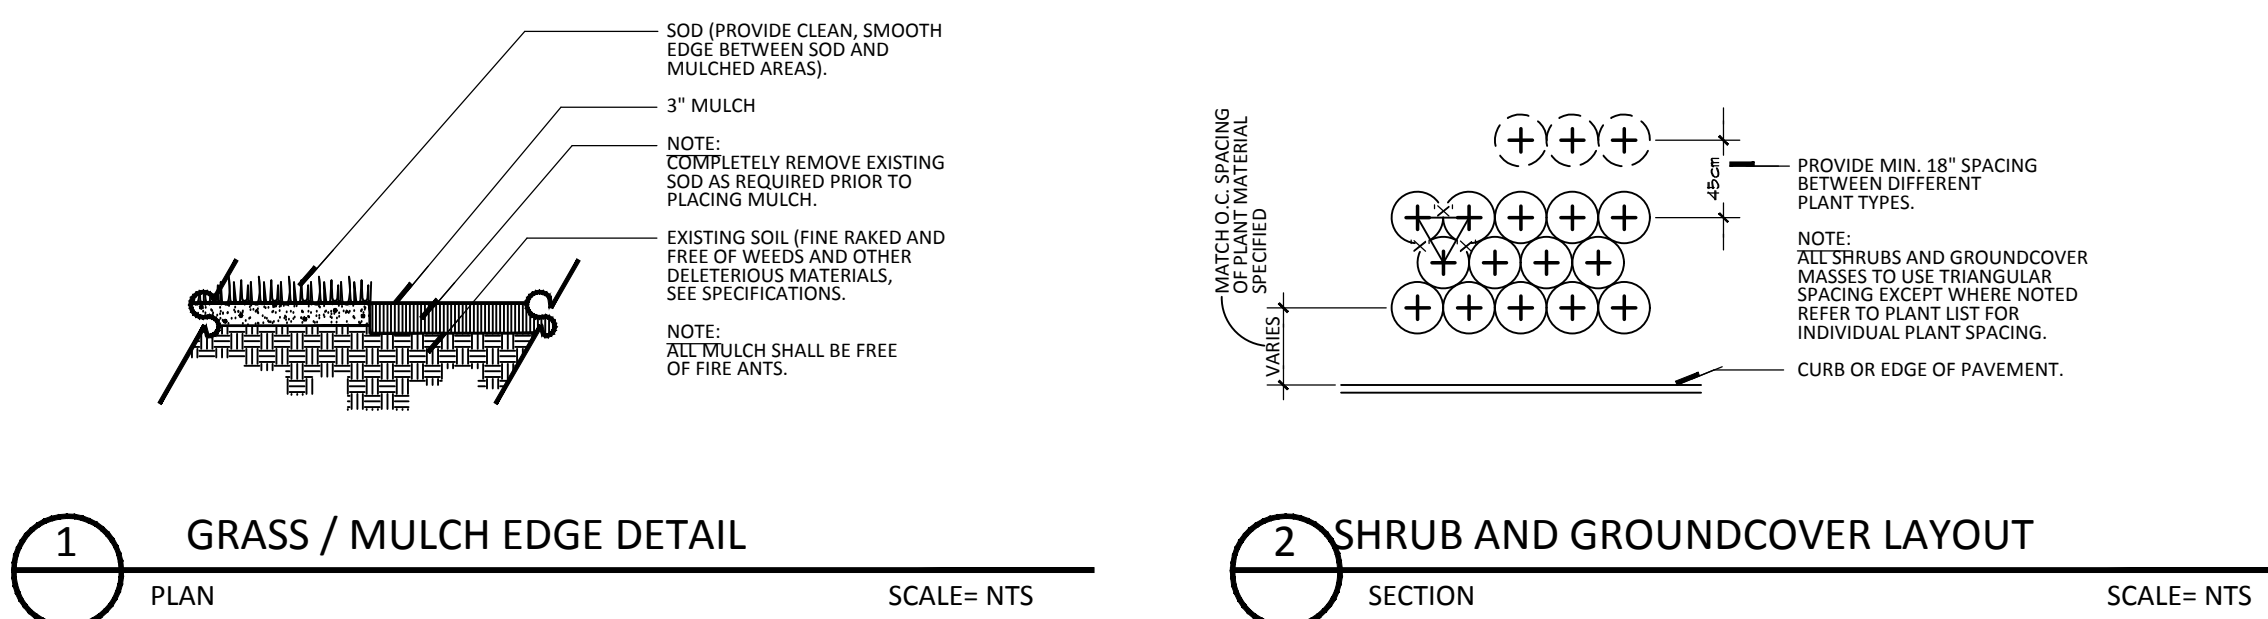 SOD (PROVIDE CLEAN, SMOOTH
EDGE BETWEEN SOD AND
MULCHED AREAS).
3" MULCH
NOTE:
COMPLETELY REMOVE EXISTING
SOD AS REQUIRED PRIOR TO
PLACING MULCH.
EXISTING SOIL (FINE RAKED AND
FREE OF WEEDS AND OTHER
DELETERIOUS MATERIALS,
SEE SPECIFICATIONS.
NOTE:
ALL MULCH SHALL BE FREE
OF FIRE ANTS.
1
GRASS / MULCH EDGE DETAIL
PLAN
SCALE= NTS
MATCH O.C. SPACING
OF PLANT MATERIAL
SPECIFIED
VARIES
X
X
X
45cm
PROVIDE MIN. 18" SPACING
BETWEEN DIFFERENT
PLANT TYPES.
NOTE:
ALL SHRUBS AND GROUNDCOVER
MASSES TO USE TRIANGULAR
SPACING EXCEPT WHERE NOTED
REFER TO PLANT LIST FOR
INDIVIDUAL PLANT SPACING.
CURB OR EDGE OF PAVEMENT.
2
SHRUB AND GROUNDCOVER LAYOUT
SECTION
SCALE= NTS